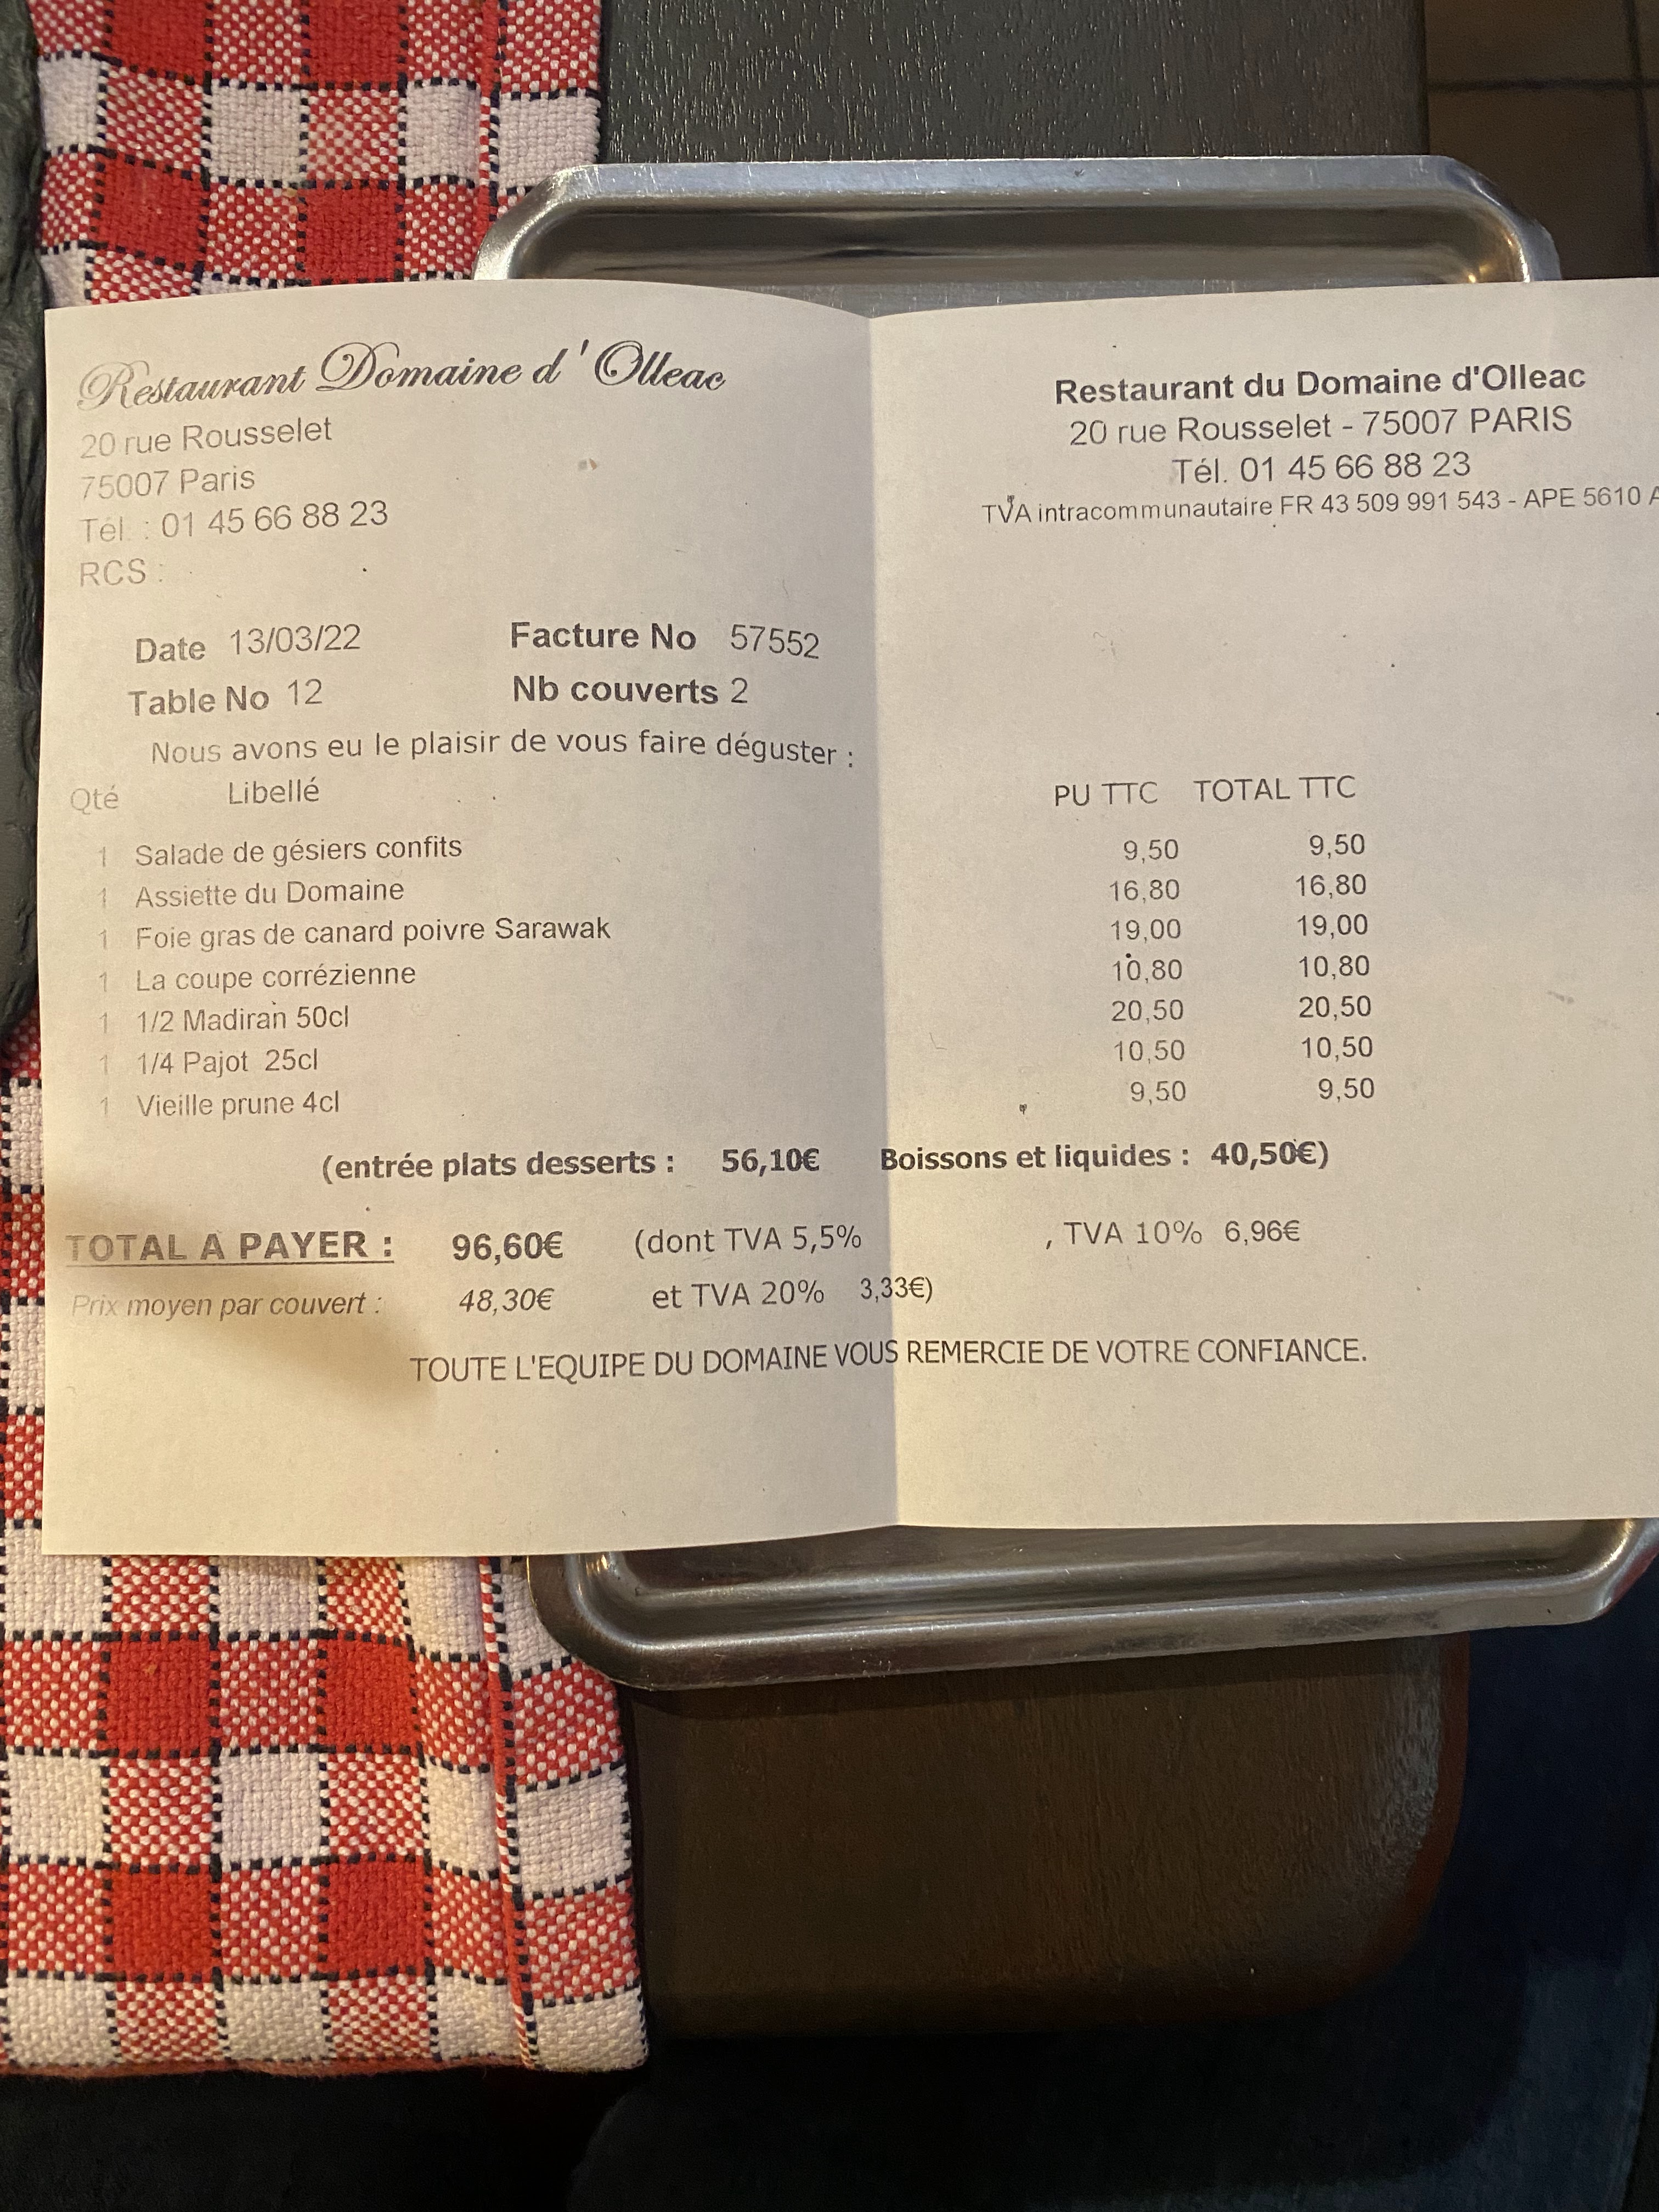 Restaurant Domaine d'Olleac
20 rue Rousselet
75007 Paris
Tél. : 01 45 66 88 23
RCS :
Restaurant du Domaine d'Olleac
20 rue Rousselet - 75007 PARIS
Tél. 01 45 66 88 23
TVA intracommunautaire FR 43 509 991 543 - APE 5610 A
Date 13/03/22 Facture No 57552
Table No 12 Nb couverts 2
Nous avons eu le plaisir de vous faire déguster :
Qté Libellé PU TTC TOTAL TTC
1 Salade de gésiers confits 9,50 9,50
1 Assiette du Domaine 16,80 16,80
1 Foie gras de canard poivre Sarawak 19,00 19,00
1 La coupe corrézienne 10,80 10,80
1 1/2 Madiran 50cl 20,50 20,50
1 1/4 Pajot 25cl 10,50 10,50
1 Vieille prune 4cl 9,50 9,50
(entrée plats desserts : 56,10€ Boissons et liquides : 40,50€)
TOTAL A PAYER : 96,60€ (dont TVA 5,5% , TVA 10% 6,96€
Prix moyen par couvert : 48,30€ et TVA 20% 3,33€)
TOUTE L'EQUIPE DU DOMAINE VOUS REMERCIE DE VOTRE CONFIANCE.